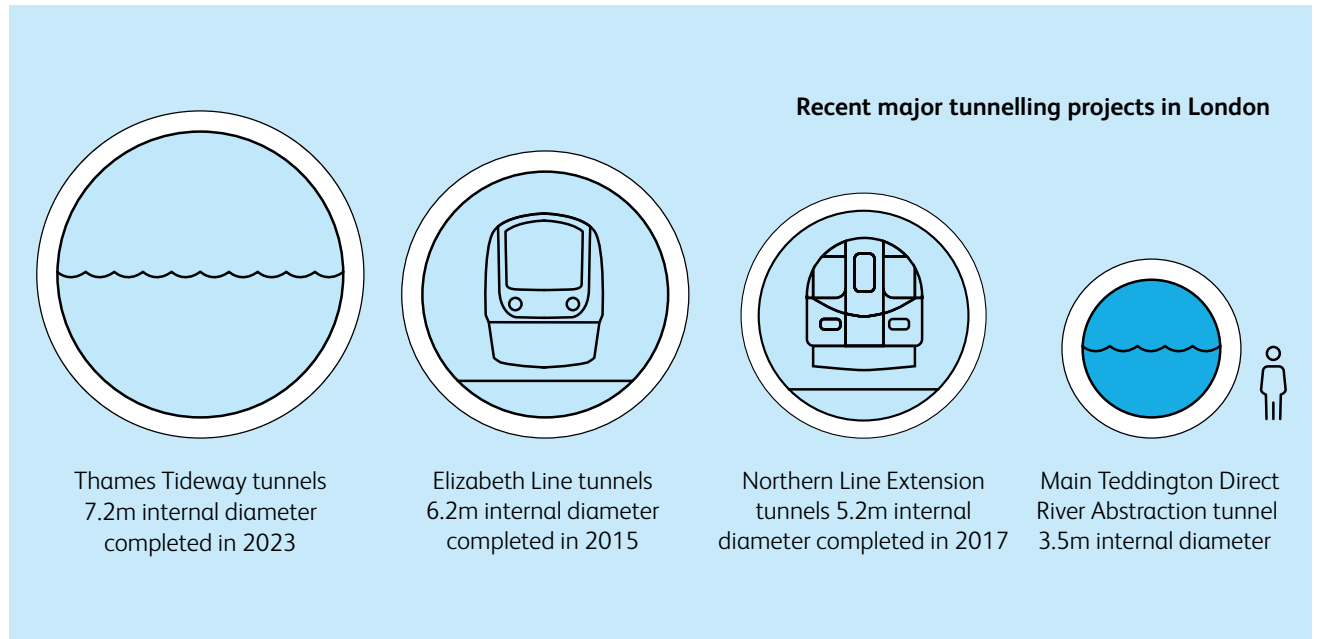 Recent major tunnelling projects in London
Thames Tideway tunnels
7.2m internal diameter
completed in 2023
Elizabeth Line tunnels
6.2m internal diameter
completed in 2015
Northern Line Extension
tunnels 5.2m internal
diameter completed in 2017
Main Teddington Direct
River Abstraction tunnel
3.5m internal diameter